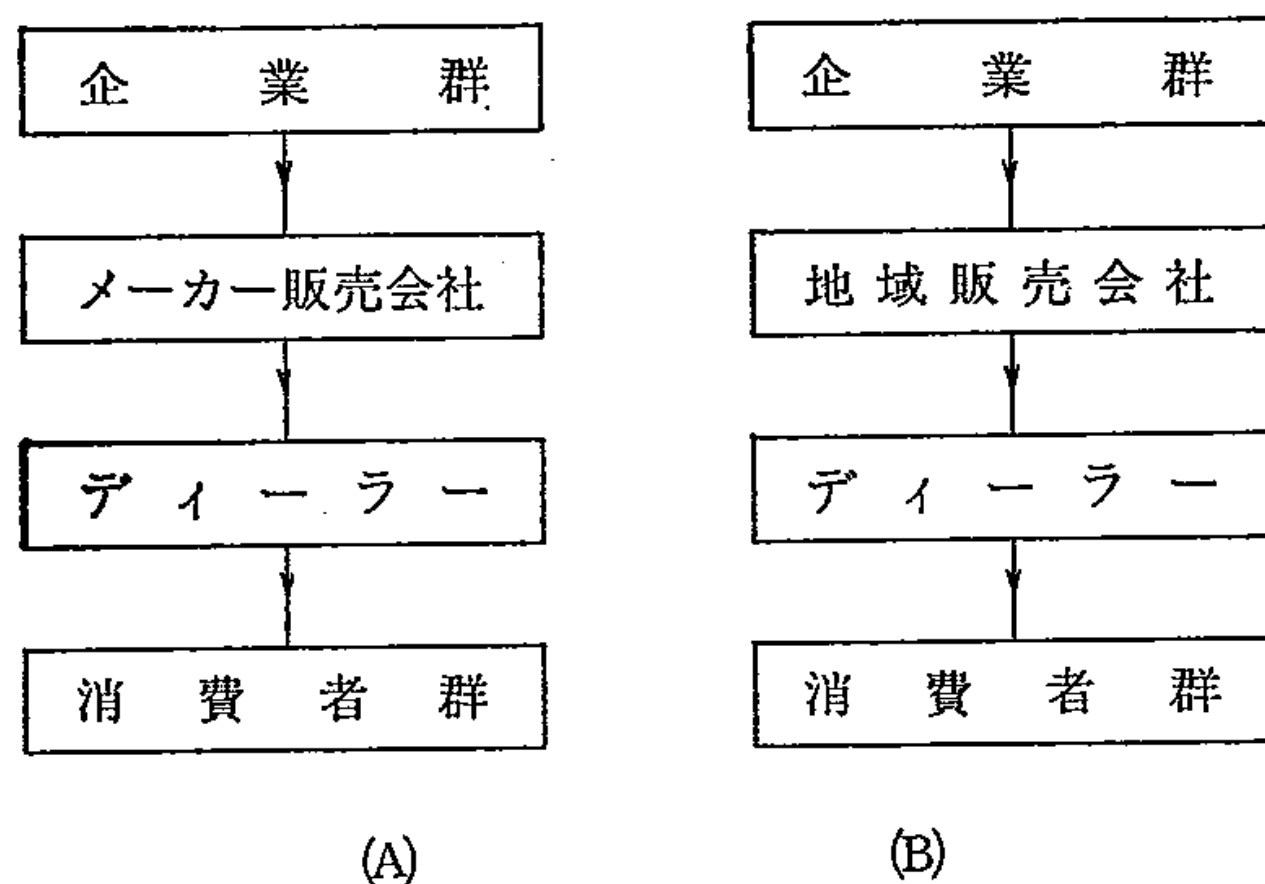 企業群
メーカー販売会社
ディーラー
消費者群
(A)
企業群
地域販売会社
ディーラー
消費者群
(B)